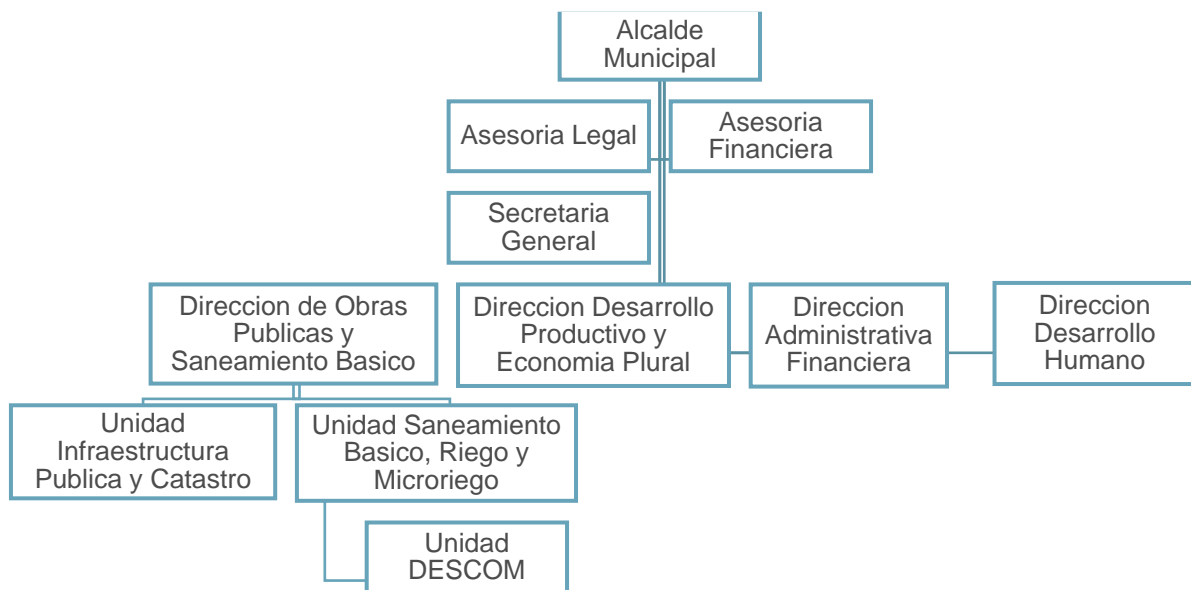 Alcalde
Municipal
Asesoria Legal
Asesoria
Financiera
Secretaria
General
Direccion de Obras
Publicas y
Saneamiento Basico
Direccion Desarrollo
Productivo y
Economia Plural
Direccion
Administrativa
Financiera
Direccion
Desarrollo
Humano
Unidad
Infraestructura
Publica y Catastro
Unidad Saneamiento
Basico, Riego y
Microriego
Unidad
DESCOM